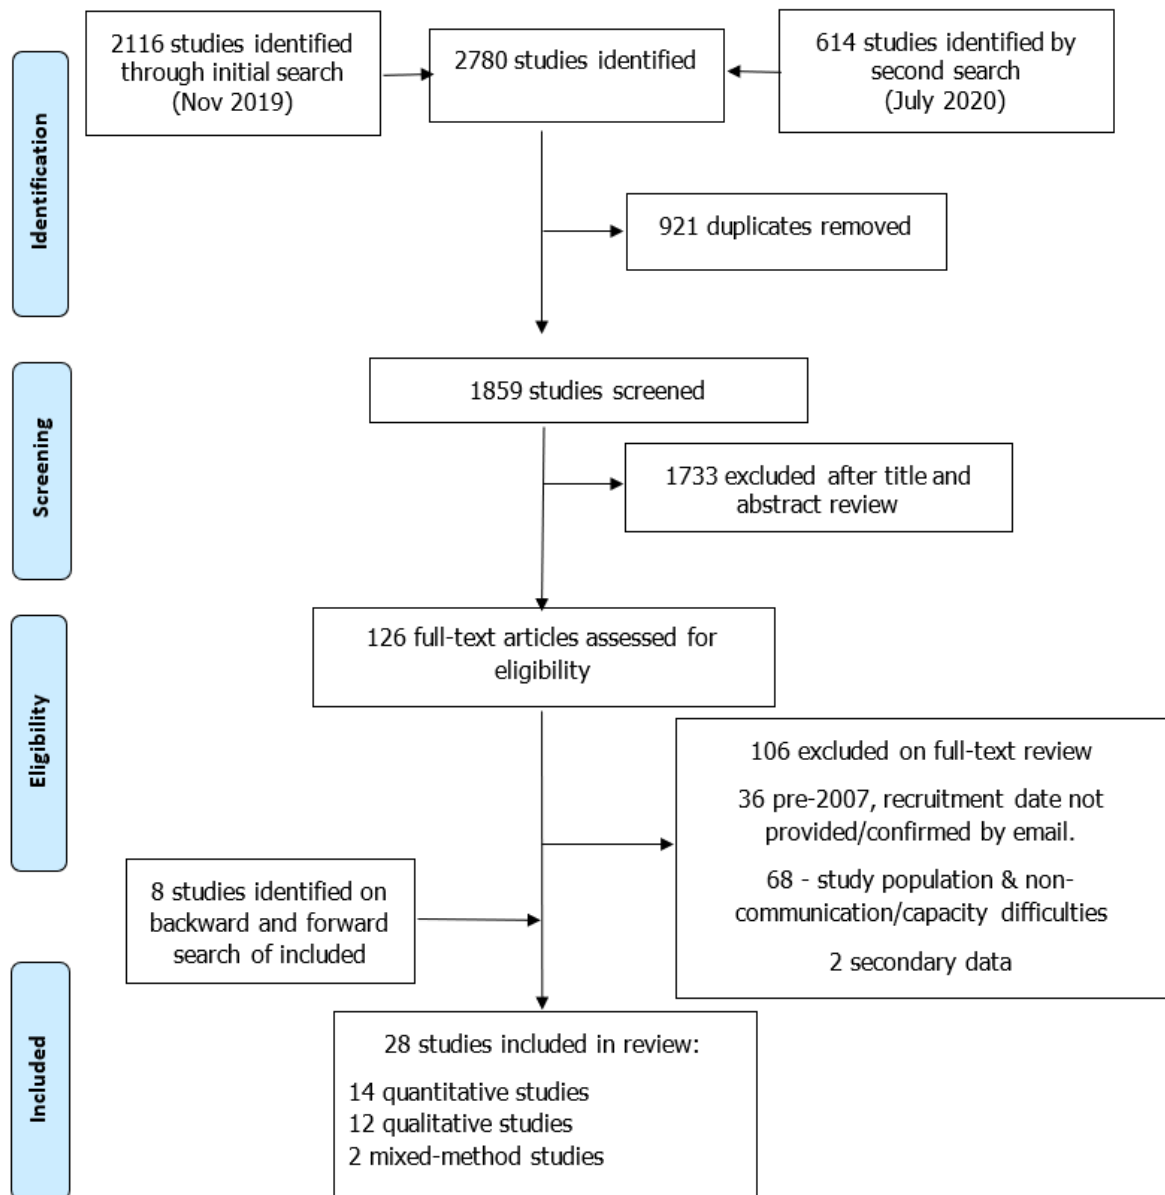 Identification
2116 studies identified
through initial search
(Nov 2019)
2780 studies identified
614 studies identified by
second search
(July 2020)
921 duplicates removed
Screening
1859 studies screened
1733 excluded after title and
abstract review
Eligibility
126 full-text articles assessed for
eligibility
106 excluded on full-text review
36 pre-2007, recruitment date not
provided/confirmed by email.
68 - study population & non-
communication/capacity difficulties
2 secondary data
8 studies identified on
backward and forward
search of included
Included
28 studies included in review:
14 quantitative studies
12 qualitative studies
2 mixed-method studies